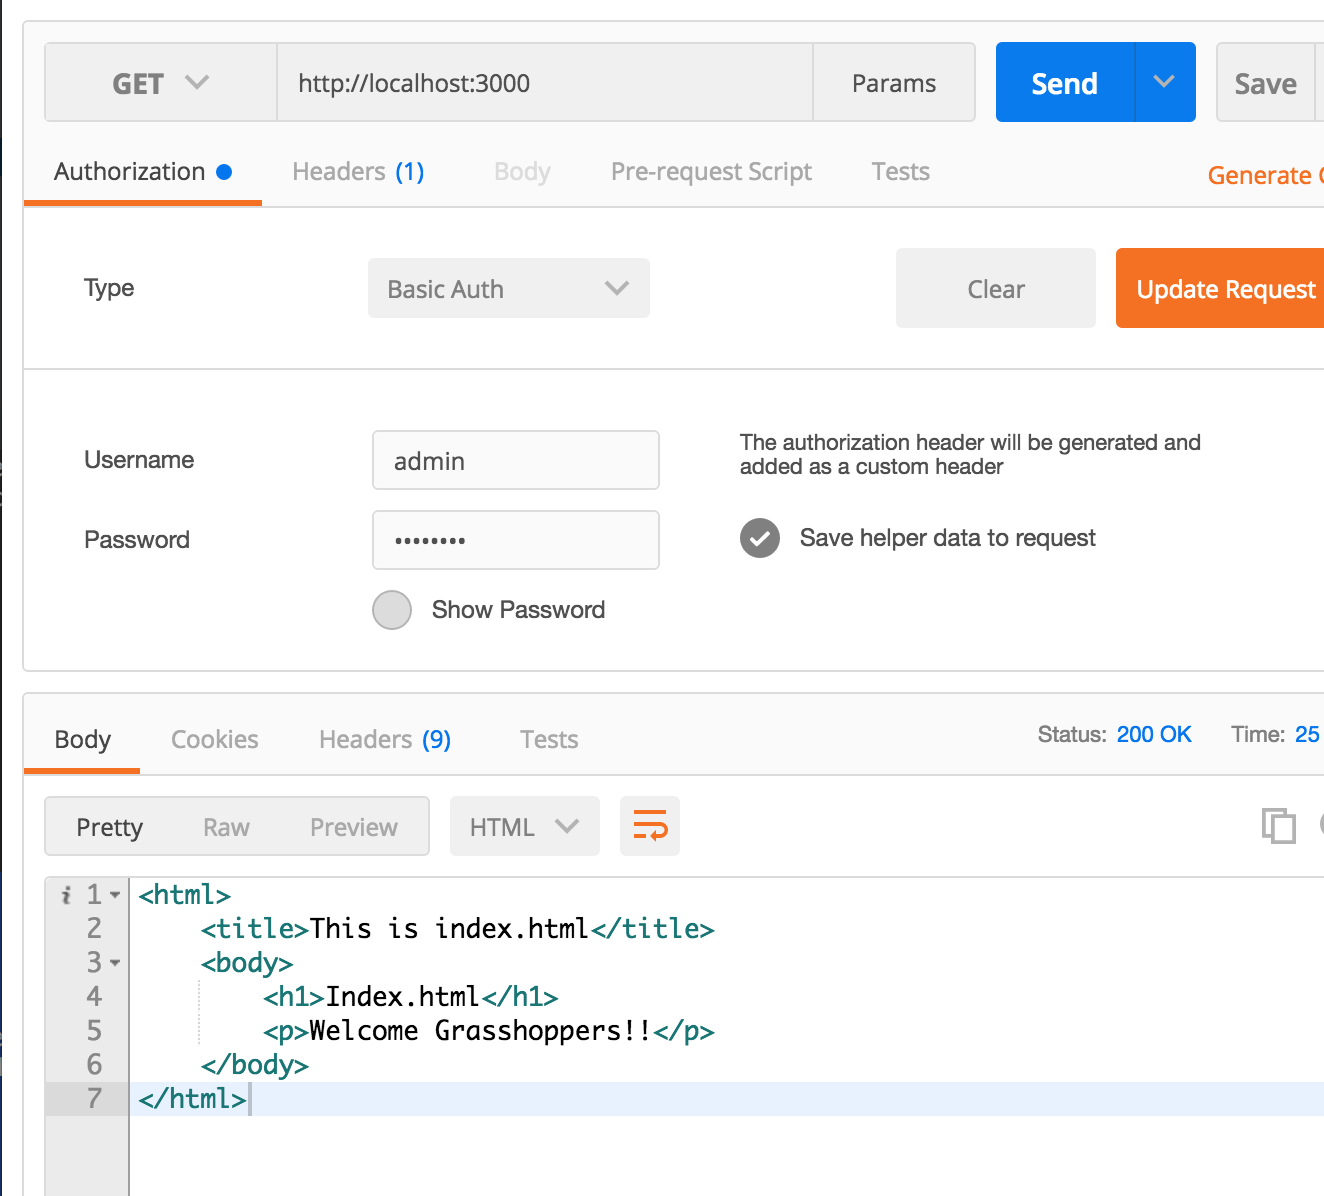 GET http://localhost:3000 Params Send Save
Authorization Headers (1) Body Pre-request Script Tests Generate
Type Basic Auth Clear Update Request
Username admin
The authorization header will be generated and
added as a custom header
Password ••••••••
Save helper data to request
Show Password
Body Cookies Headers (9) Tests Status: 200 OK Time: 25
Pretty Raw Preview HTML
i 1 <html>
2 <title>This is index.html</title>
3 <body>
4 <h1>Index.html</h1>
5 <p>Welcome Grasshoppers!!</p>
6 </body>
7 </html>